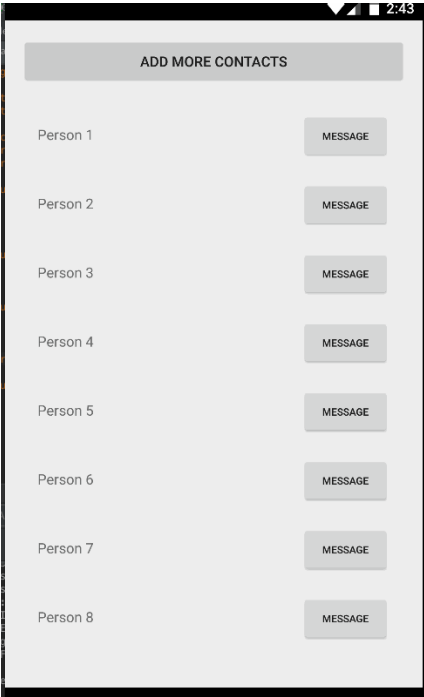 2:43
ADD MORE CONTACTS
Person 1 MESSAGE
Person 2 MESSAGE
Person 3 MESSAGE
Person 4 MESSAGE
Person 5 MESSAGE
Person 6 MESSAGE
Person 7 MESSAGE
Person 8 MESSAGE